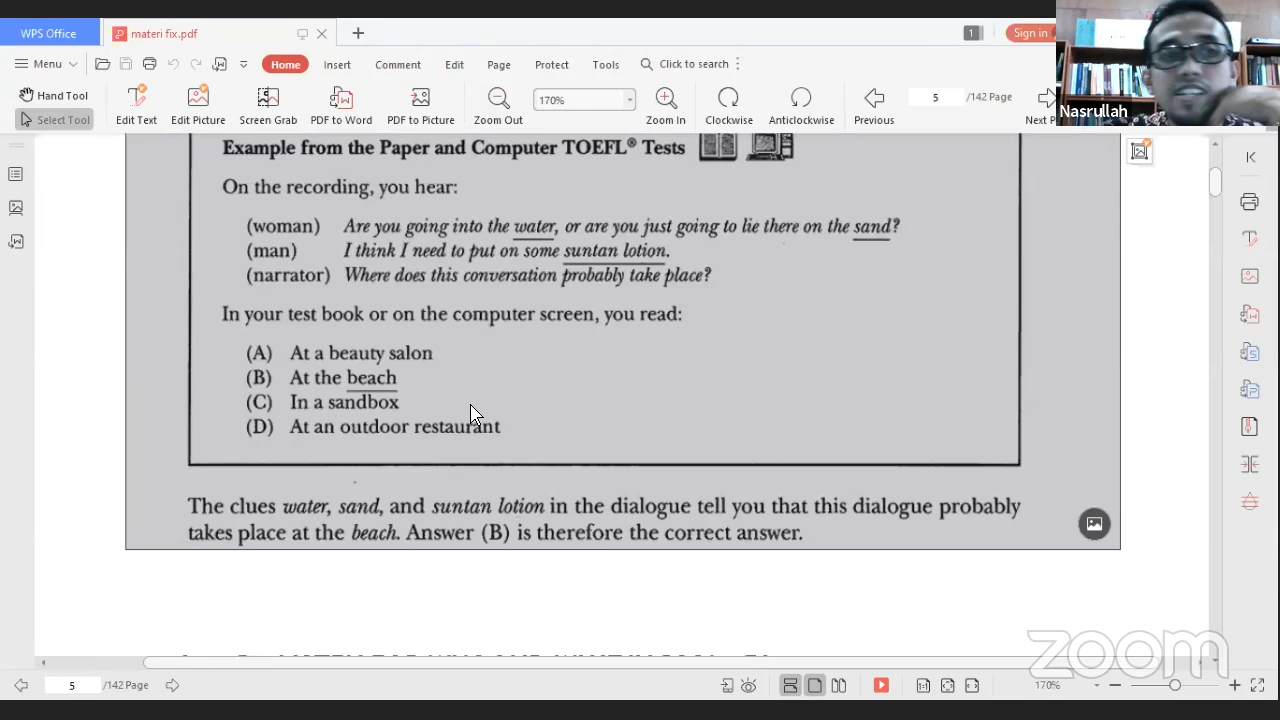 WPS Office
materi fix.pdf
1
Sign in
Menu
Home
Insert
Comment
Edit
Page
Protect
Tools
Click to search
Hand Tool
Select Tool
Edit Text
Edit Picture
Screen Grab
PDF to Word
PDF to Picture
Zoom Out
170%
Zoom In
Clockwise
Anticlockwise
Previous
5
/142 Page
Next P
Nasrullah
Example from the Paper and Computer TOEFL® Tests
On the recording, you hear:
(woman) Are you going into the water, or are you just going to lie there on the sand?
(man) I think I need to put on some suntan lotion.
(narrator) Where does this conversation probably take place?
In your test book or on the computer screen, you read:
(A) At a beauty salon
(B) At the beach
(C) In a sandbox
(D) At an outdoor restaurant
The clues water, sand, and suntan lotion in the dialogue tell you that this dialogue probably
takes place at the beach. Answer (B) is therefore the correct answer.
zoom
5
/142 Page
1:1
170%